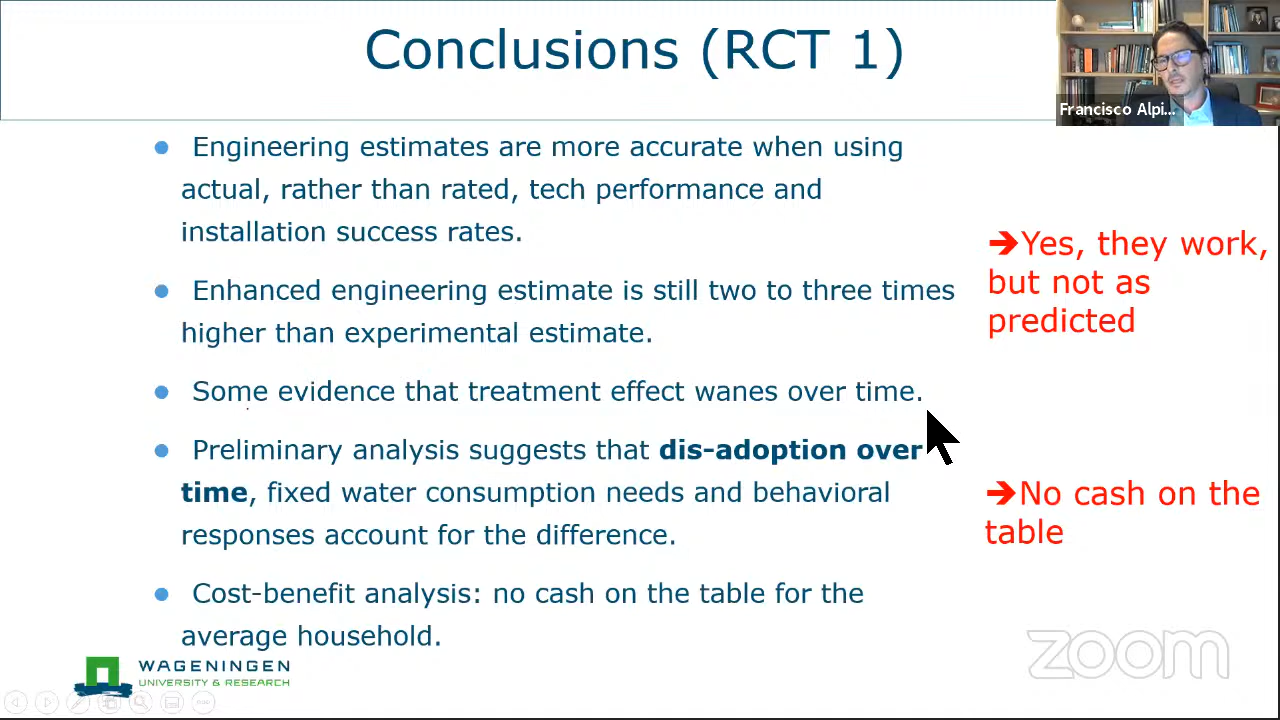 Conclusions (RCT 1)
Francisco Alpi...
● Engineering estimates are more accurate when using
actual, rather than rated, tech performance and
installation success rates.
● Enhanced engineering estimate is still two to three times
higher than experimental estimate.
● Some evidence that treatment effect wanes over time.
● Preliminary analysis suggests that dis-adoption over
time, fixed water consumption needs and behavioral
responses account for the difference.
● Cost-benefit analysis: no cash on the table for the
average household.
➔Yes, they work,
but not as
predicted
➔No cash on the
table
WAGENINGEN
UNIVERSITY & RESEARCH
zoom